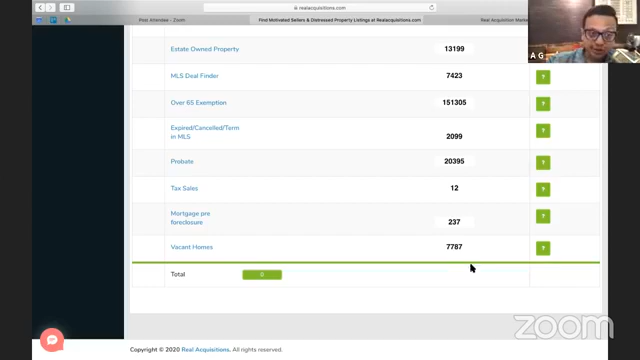 Post Attendee - Zoom
Find Motivated Sellers & Distressed Property Listings at Realacquisitions.com
Real Acquisition Mark
realacquisitions.com
A G
Estate Owned Property 13199
MLS Deal Finder 7423 ?
Over 65 Exemption 151305 ?
Expired/Cancelled/Term
in MLS 2099 ?
Probate 20395 ?
Tax Sales 12 ?
Mortgage pre
foreclosure 237 ?
Vacant Homes 7787 ?
Total 0
Copyright © 2020 Real Acquisitions. All rights reserved.
zoom